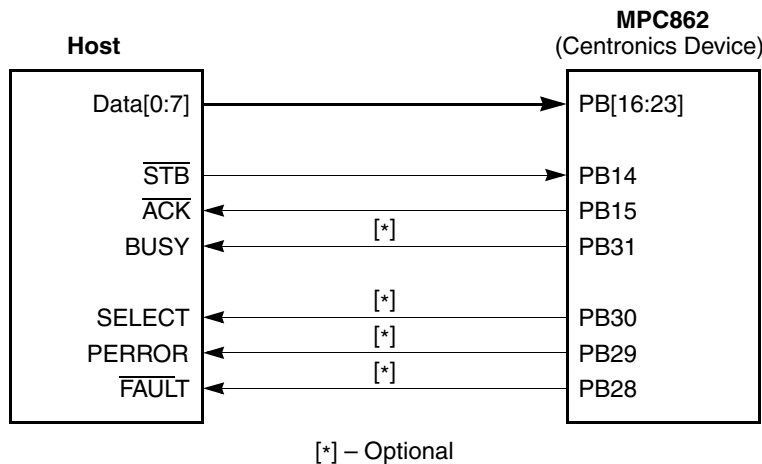 MPC862
Host (Centronics Device)
Data[0:7] PB[16:23]
STB PB14
ACK PB15
BUSY [*] PB31
SELECT [*] PB30
PERROR [*] PB29
FAULT [*] PB28
[*] – Optional